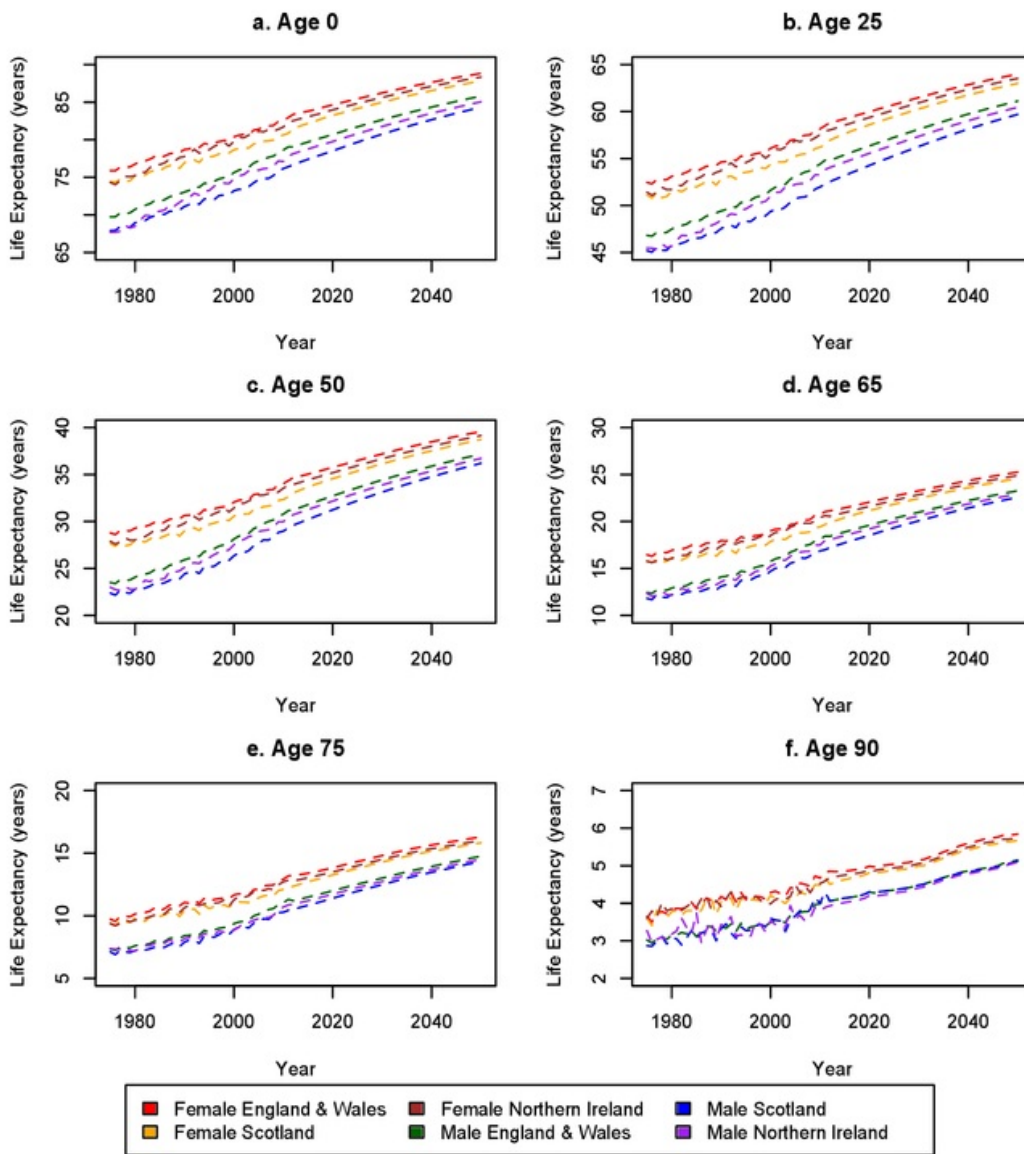 a. Age 0
Life Expectancy (years)
85
75
65
1980 2000 2020 2040
Year
b. Age 25
Life Expectancy (years)
65
60
55
50
45
1980 2000 2020 2040
Year
c. Age 50
Life Expectancy (years)
40
35
30
25
20
1980 2000 2020 2040
Year
d. Age 65
Life Expectancy (years)
30
25
20
15
10
1980 2000 2020 2040
Year
e. Age 75
Life Expectancy (years)
20
15
10
5
1980 2000 2020 2040
Year
f. Age 90
Life Expectancy (years)
7
6
5
4
3
2
1980 2000 2020 2040
Year
Female England & Wales Female Northern Ireland Male Scotland
Female Scotland Male England & Wales Male Northern Ireland